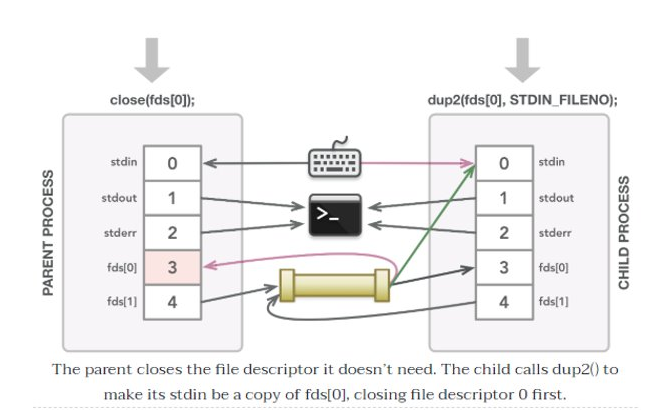 close(fds[0]);
dup2(fds[0], STDIN_FILENO);
PARENT PROCESS
stdin 0
stdout 1
stderr 2
fds[0] 3
fds[1] 4
>_
0 stdin
1 stdout
2 stderr
3 fds[0]
4 fds[1]
CHILD PROCESS
The parent closes the file descriptor it doesn't need. The child calls dup2() to
make its stdin be a copy of fds[0], closing file descriptor 0 first.